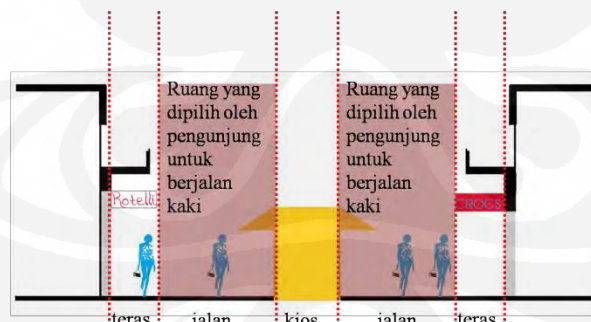 Ruang yang
dipilih oleh
pengunjung
untuk
berjalan
kaki
Ruang yang
dipilih oleh
pengunjung
untuk
berjalan
kaki
Rotelli
CROCS
teras jalan kios jalan teras